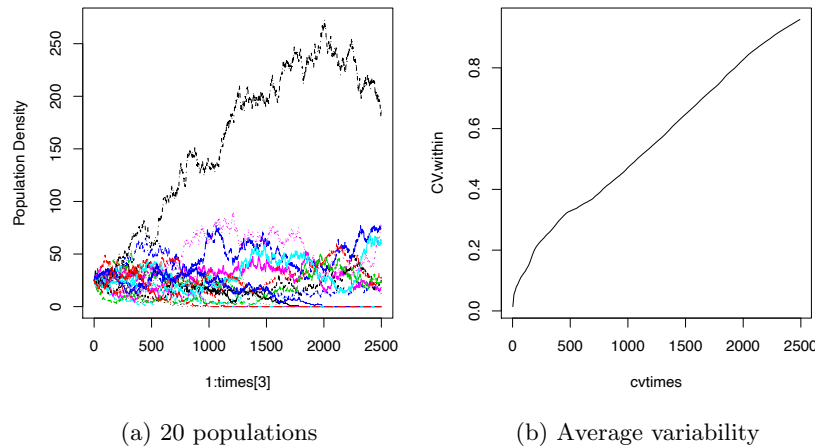 Population Density
0
50
100
150
200
250
0 500 1000 1500 2000 2500
1:times[3]
(a) 20 populations
CV.within
0.0
0.2
0.4
0.6
0.8
0 500 1000 1500 2000 2500
cvtimes
(b) Average variability